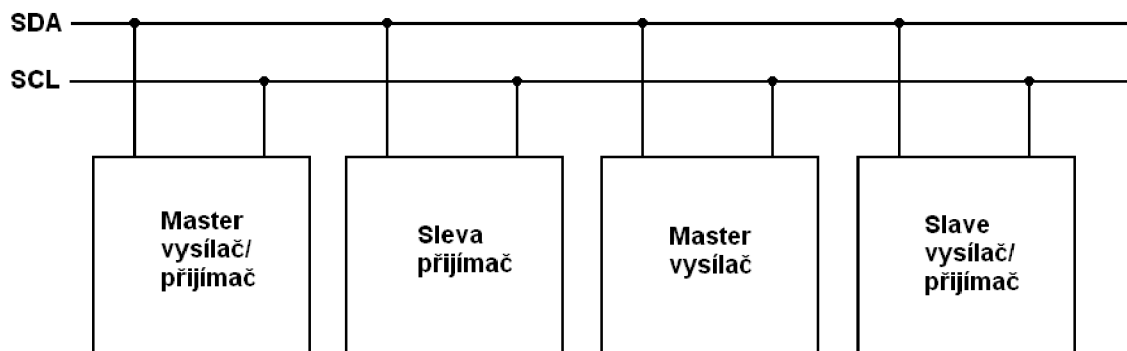 SDA
SCL
Master
vysílač/
přijímač
Sleva
přijímač
Master
vysílač
Slave
vysílač/
přijímač